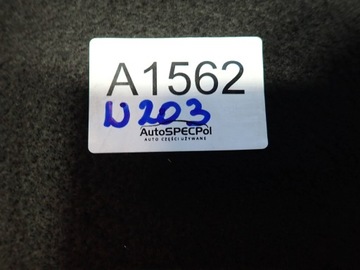 A1562
N203
AutoSPECPol
AUTO CZĘŚCI UŻYWANE